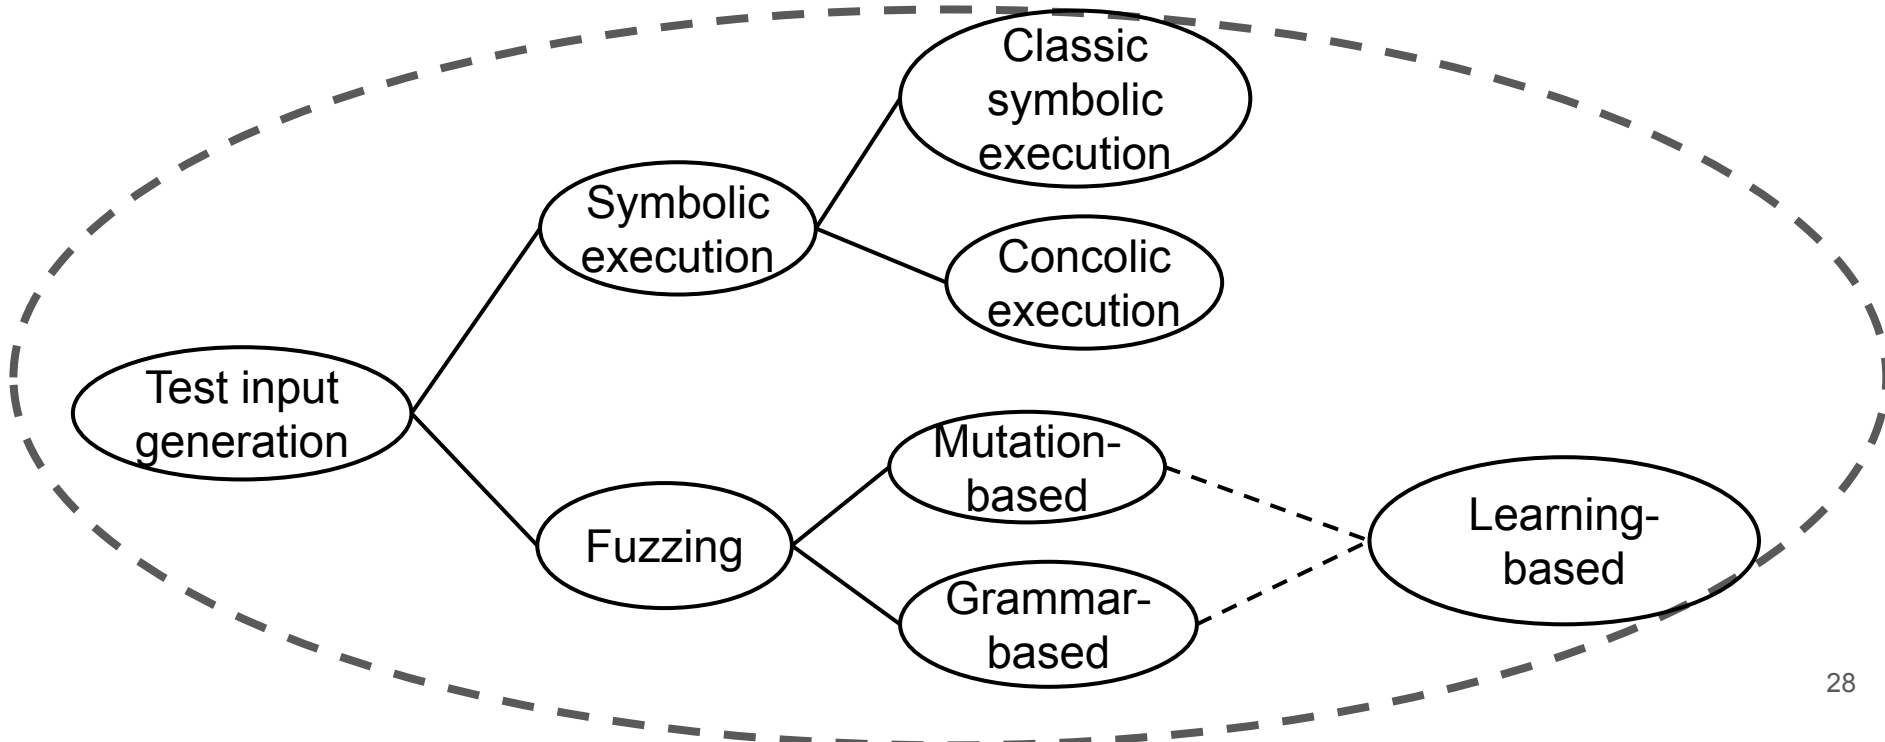 Classic
symbolic
execution
Symbolic
execution
Concolic
execution
Test input
generation
Mutation-
based
Fuzzing
Grammar-
based
Learning-
based
28